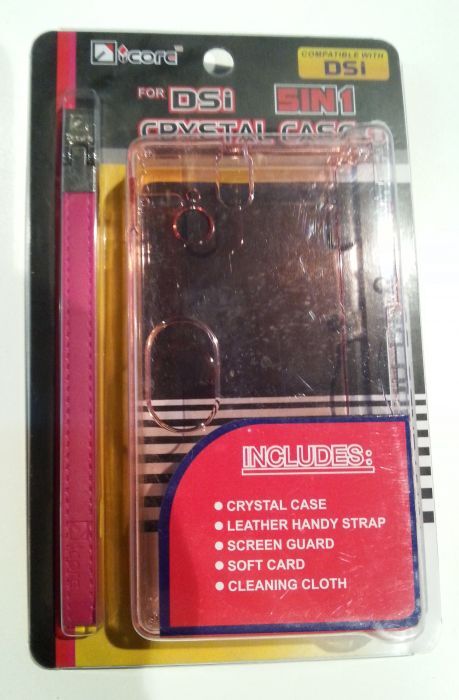 icore
COMPATIBLE WITH
DSi
FOR DSi 5IN1
CRYSTAL CASE
INCLUDES:
● CRYSTAL CASE
● LEATHER HANDY STRAP
● SCREEN GUARD
● SOFT CARD
● CLEANING CLOTH